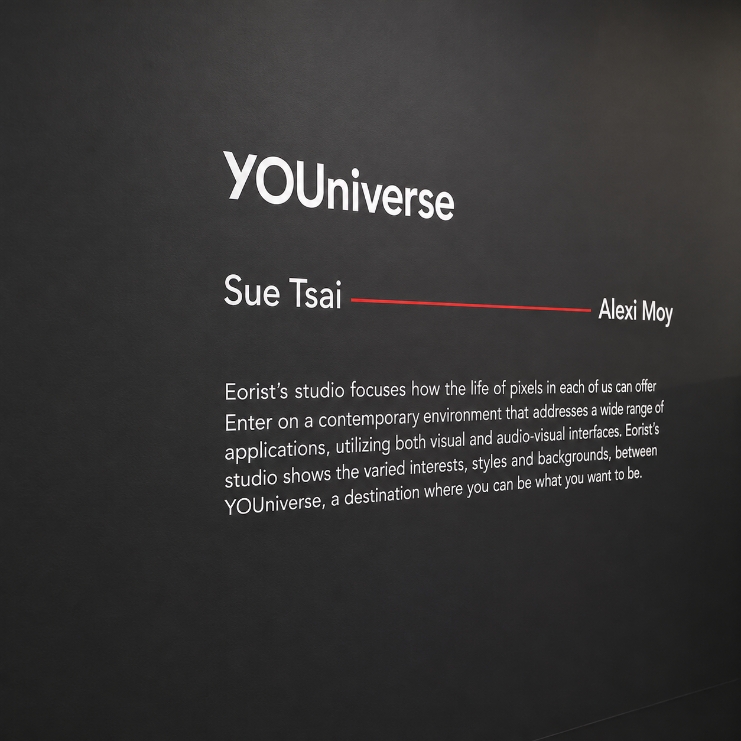 YOUniverse
Sue Tsai Alexi Moy
Eorist's studio focuses how the life of pixels in each of us can offer
Enter on a contemporary environment that addresses a wide range of
applications, utilizing both visual and audio-visual interfaces. Eorist's
studio shows the varied interests, styles and backgrounds, between
YOUniverse, a destination where you can be what you want to be.